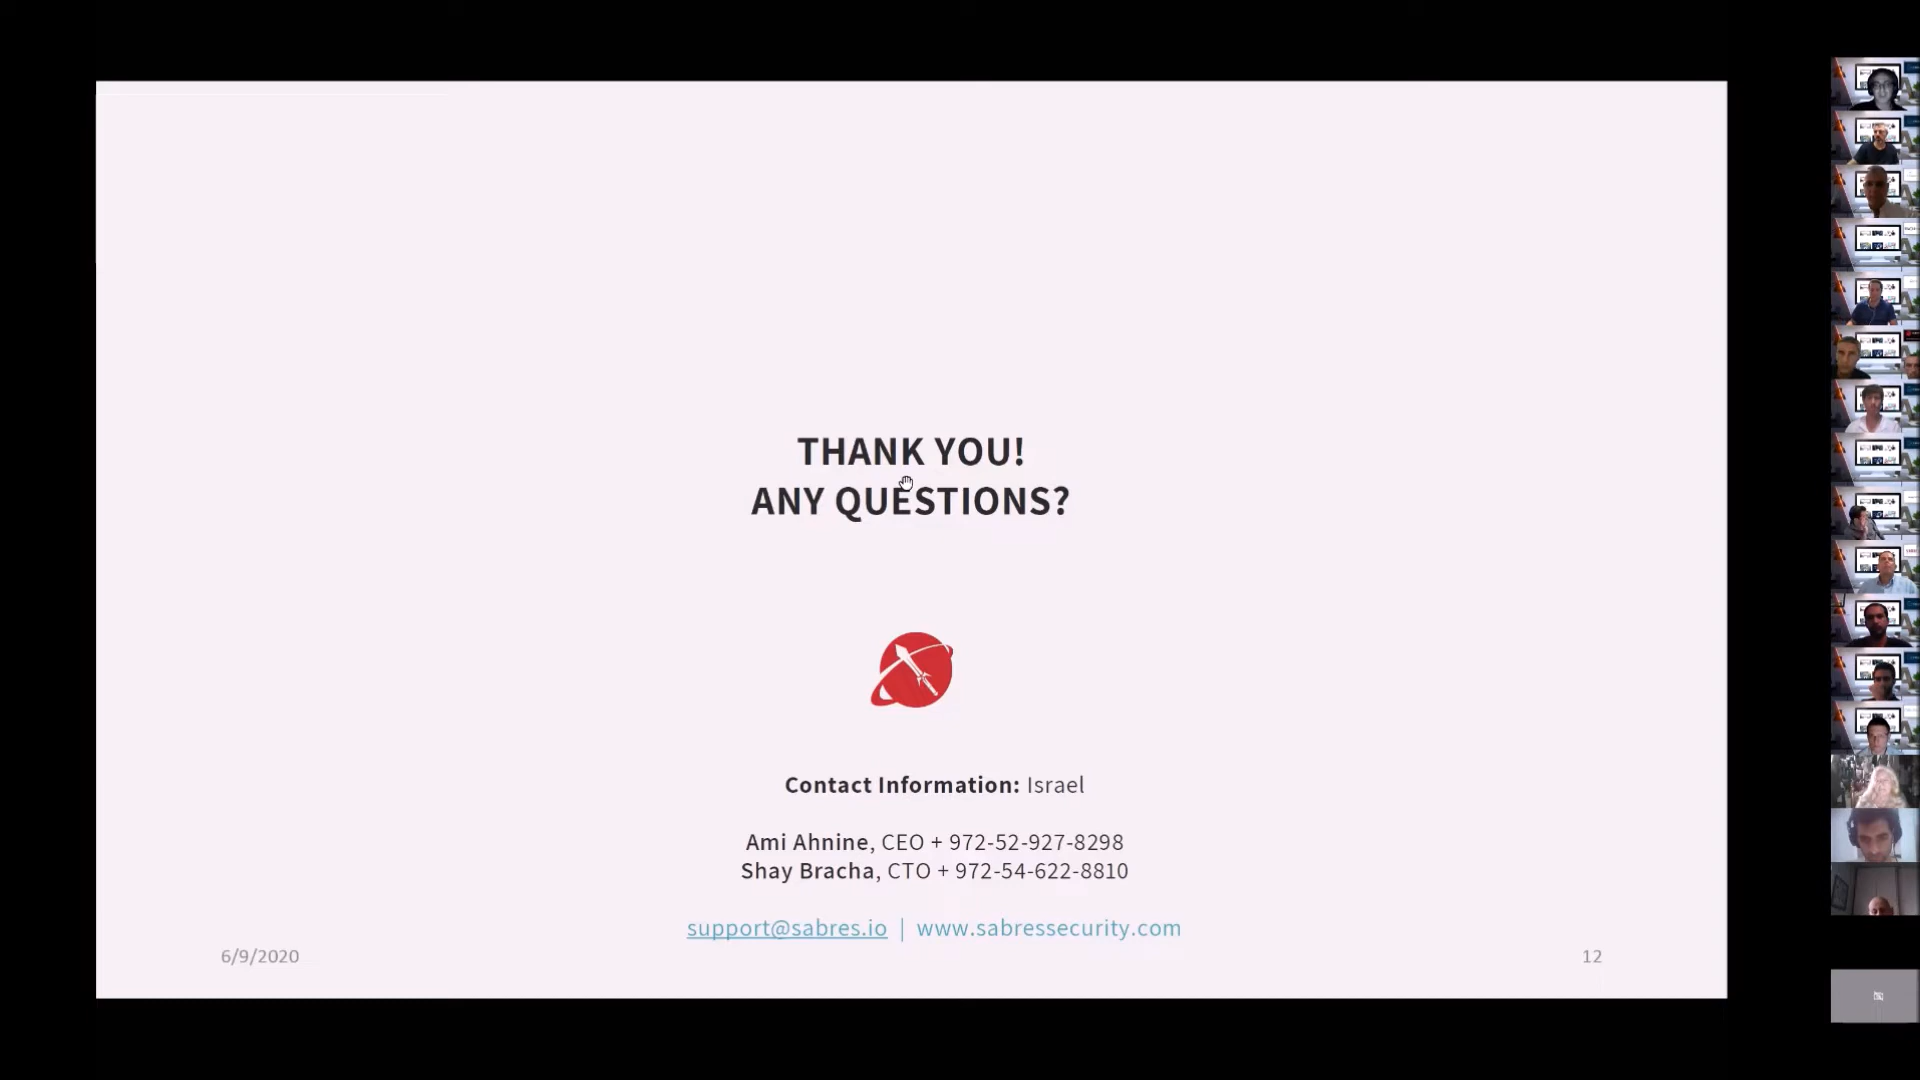 THANK YOU!
ANY QUESTIONS?
Contact Information: Israel
Ami Ahnine, CEO + 972-52-927-8298
Shay Bracha, CTO + 972-54-622-8810
support@sabres.io | www.sabressecurity.com
6/9/2020
12